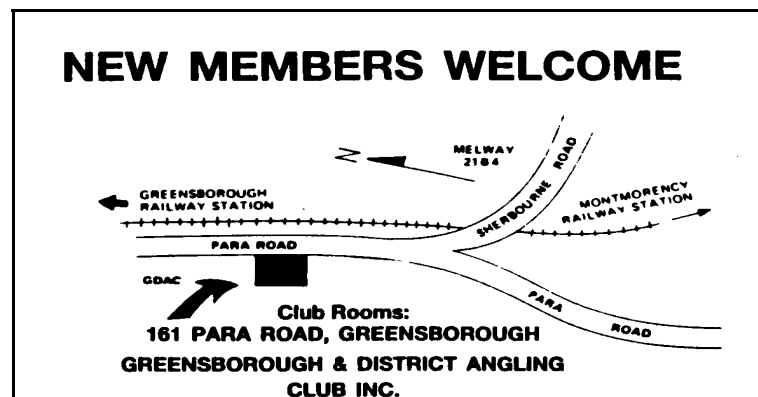 NEW MEMBERS WELCOME
N
MELWAY
21B4
SHERBOURNE ROAD
GREENSBOROUGH
RAILWAY STATION
MONTMORENCY
RAILWAY STATION
PARA ROAD
GDAC
PARA ROAD
Club Rooms:
161 PARA ROAD, GREENSBOROUGH
GREENSBOROUGH & DISTRICT ANGLING
CLUB INC.